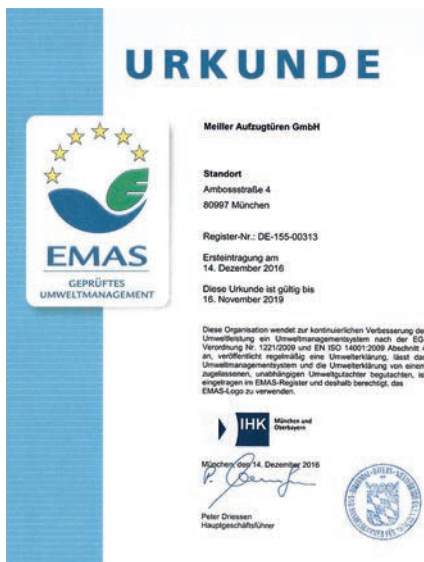 URKUNDE
Meiller Aufzugtüren GmbH
Standort
Ambossstraße 4
80997 München
Register-Nr.: DE-155-00313
Ersteintragung am
14. Dezember 2016
Diese Urkunde ist gültig bis
16. November 2019
EMAS
GEPRÜFTES
UMWELTMANAGEMENT
Diese Organisation wendet zur kontinuierlichen Verbesserung der
Umweltleistung ein Umweltmanagementsystem nach der EG-
Verordnung Nr. 1221/2009 und EN ISO 14001:2009 Abschnitt 4
an, veröffentlicht regelmäßig eine Umwelterklärung, lässt das
Umweltmanagementsystem und die Umwelterklärung von einem
zugelassenen, unabhängigen Umweltgutachter begutachten, ist
eingetragen im EMAS-Register und deshalb berechtigt, das
EMAS-Logo zu verwenden.
IHK München und
Oberbayern
München, den 14. Dezember 2016
Peter Driessen
Hauptgeschäftsführer